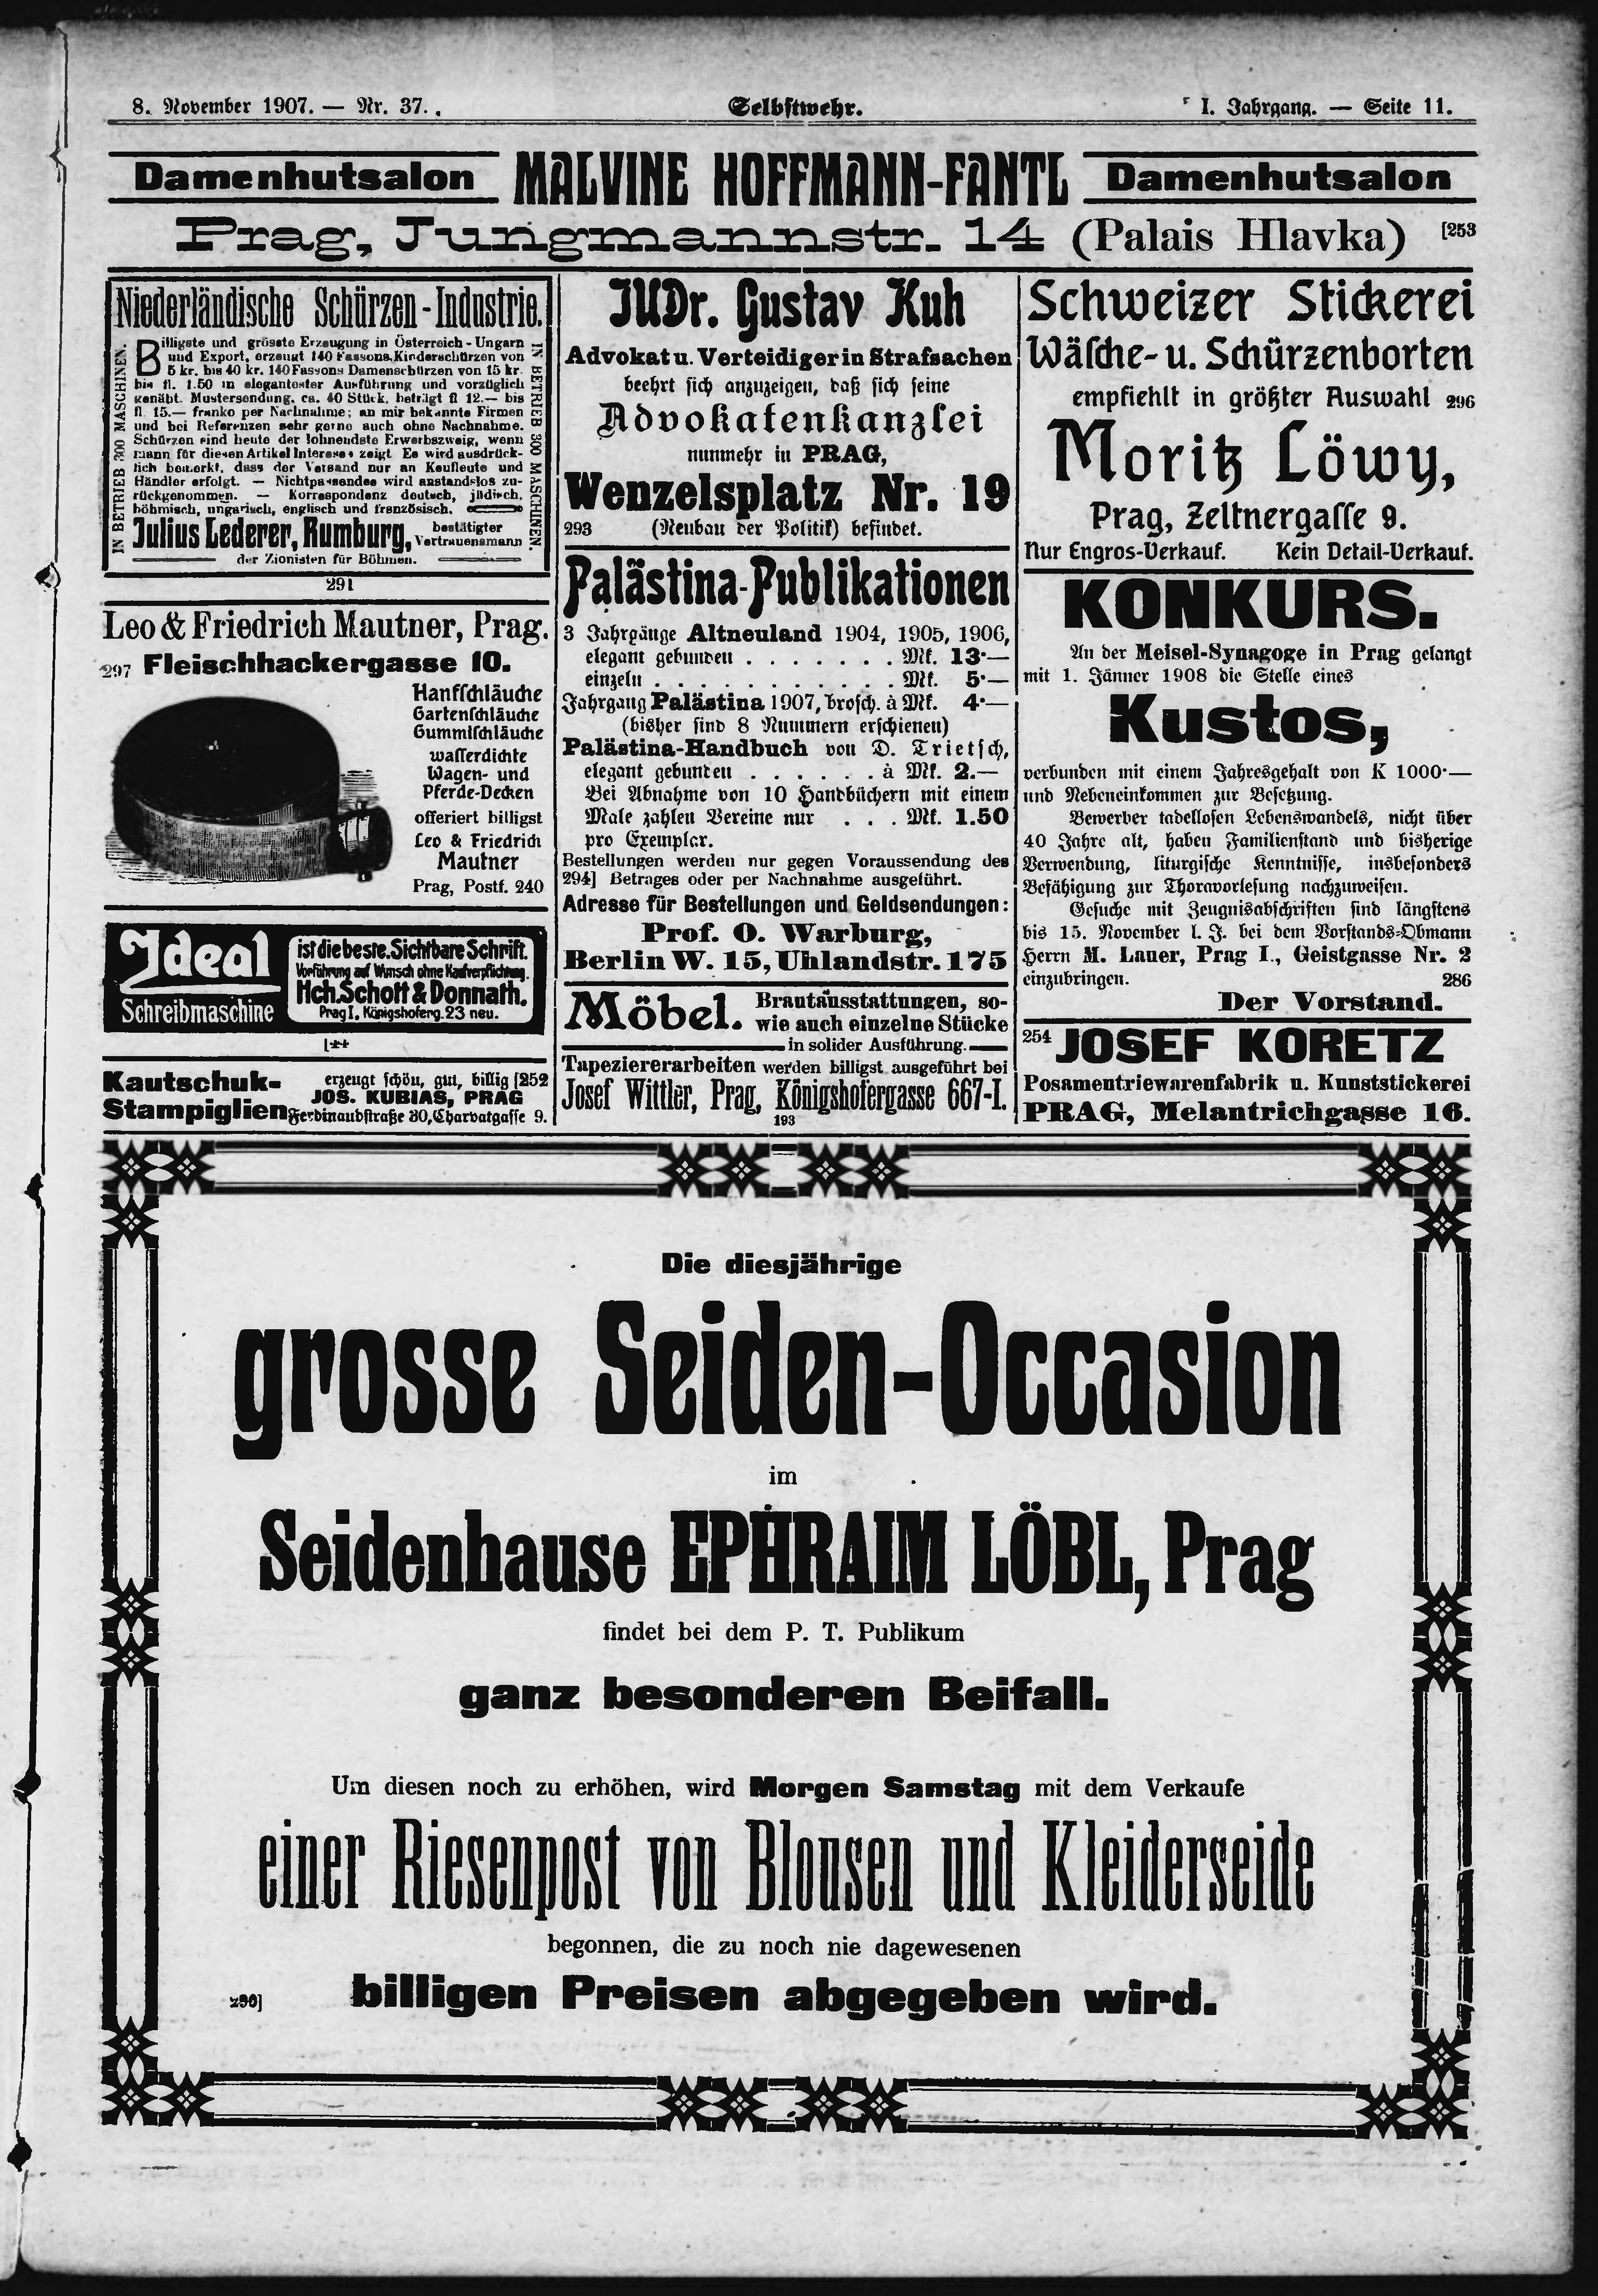 8. November 1907. — Nr. 37.
Selbstwehr.
I. Jahrgang. — Seite 11.
Damenhutsalon MALVINE HOFFMANN-FANTL Damenhutsalon
Prag, Jungmannstr. 14 (Palais Hlavka) [253
Niederländische Schürzen-Industrie.
IN BETRIEB 300 MASCHINEN.
Billigste und grösste Erzeugung in Österreich-Ungarn
und Export, erzeugt 140 Fassons Kinderschürzen von
5 kr. bis 40 kr. 140 Fassons Damenschürzen von 15 kr.
bis fl. 1.50 in elegantester Ausführung und vorzüglich
genäht. Mustersendung, ca. 40 Stück, beträgt fl 12.— bis
fl. 15.— franko per Nachnahme; an mir bekannte Firmen
und bei Referenzen sehr gerne auch ohne Nachnahme.
Schürzen sind heute der lohnendste Erwerbszweig, wenn
mann für diesen Artikel Interesse zeigt. Es wird ausdrück-
lich bemerkt, dass der Versand nur an Kaufleute und
Händler erfolgt. — Nichtpassendes wird anstandslos zu-
rückgenommen. — Korrespondenz deutsch, jüdisch,
böhmisch, ungarisch, englisch und französisch.
Julius Lederer, Rumburg, bestätigter
Vertrauensmann
der Zionisten für Böhmen.
IN BETRIEB 300 MASCHINEN.
291
Leo & Friedrich Mautner, Prag.
297 Fleischhackergasse 10.
Hanfschläuche
Gartenschläuche
Gummischläuche
wasserdichte
Wagen- und
Pferde-Decken
offeriert billigst
Leo & Friedrich
Mautner
Prag, Postf. 240
Ideal
Schreibmaschine
ist die beste. Sichtbare Schrift.
Vorführung auf Wunsch ohne Kaufverpflichtung.
Hch. Schott & Donnath.
Prag I, Königshoferg. 23 neu.
[**
Kautschuk-
Stampiglien
erzeugt schön, gut, billig [252
JOS. KUBIAS, PRAG
Ferdinandstraße 30, Charvatgasse 9.
JUDr. Gustav Kuh
Advokat u. Verteidiger in Strafsachen
beehrt sich anzuzeigen, daß sich seine
Advokatenkanzlei
nunmehr in PRAG,
Wenzelsplatz Nr. 19
293 (Neubau der Politik) befindet.
Palästina-Publikationen
3 Jahrgänge Altneuland 1904, 1905, 1906,
elegant gebunden . . . . . . . Mk. 13·—
einzeln . . . . . . . . . . . . Mk. 5·—
Jahrgang Palästina 1907, brosch. à Mk. 4·—
(bisher sind 8 Nummern erschienen)
Palästina-Handbuch von D. Trietsch,
elegant gebunden . . . . . . à Mk. 2.—
Bei Abnahme von 10 Handbüchern mit einem
Male zahlen Vereine nur . . . Mk. 1.50
pro Exemplar.
Bestellungen werden nur gegen Voraussendung des
294] Betrages oder per Nachnahme ausgeführt.
Adresse für Bestellungen und Geldsendungen:
Prof. O. Warburg,
Berlin W. 15, Uhlandstr. 175
Möbel. Brautausstattungen, so-
wie auch einzelne Stücke
in solider Ausführung.
Tapeziererarbeiten werden billigst ausgeführt bei
Josef Wittler, Prag, Königshofergasse 667-I.
193
Schweizer Stickerei
Wäsche- u. Schürzenborten
empfiehlt in größter Auswahl 296
Moritz Löwy,
Prag, Zeltnergasse 9.
Nur Engros-Verkauf. Kein Detail-Verkauf.
KONKURS.
An der Meisel-Synagoge in Prag gelangt
mit 1. Jänner 1908 die Stelle eines
Kustos,
verbunden mit einem Jahresgehalt von K 1000·—
und Nebeneinkommen zur Besetzung.
Bewerber tadellosen Lebenswandels, nicht über
40 Jahre alt, haben Familienstand und bisherige
Verwendung, liturgische Kenntnisse, insbesonders
Befähigung zur Thoravorlesung nachzuweisen.
Gesuche mit Zeugnisabschriften sind längstens
bis 15. November l. J. bei dem Vorstands-Obmann
Herrn M. Lauer, Prag I., Geistgasse Nr. 2
einzubringen. 286
Der Vorstand.
254 JOSEF KORETZ
Posamentriewarenfabrik u. Kunststickerei
PRAG, Melantrichgasse 16.
Die diesjährige
grosse Seiden-Occasion
im
Seidenhause EPHRAIM LÖBL, Prag
findet bei dem P. T. Publikum
ganz besonderen Beifall.
Um diesen noch zu erhöhen, wird Morgen Samstag mit dem Verkaufe
einer Riesenpost von Blousen und Kleiderseide
begonnen, die zu noch nie dagewesenen
billigen Preisen abgegeben wird.